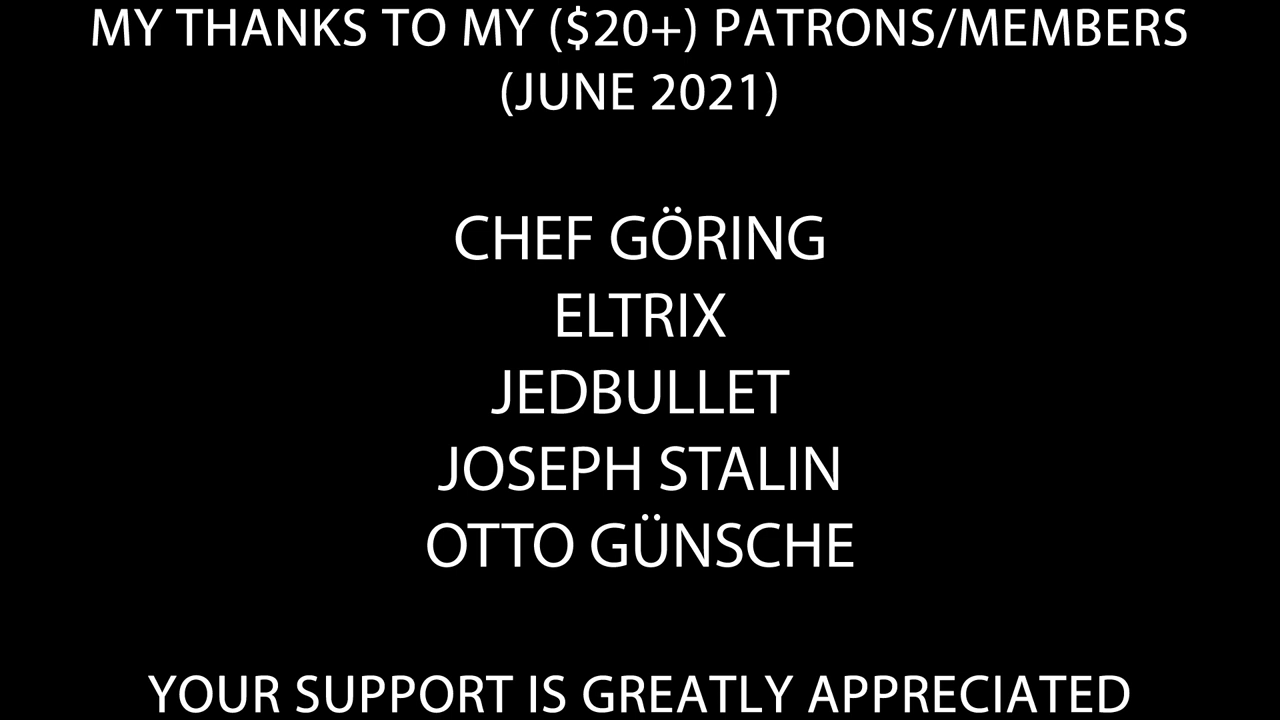 MY THANKS TO MY ($20+) PATRONS/MEMBERS
(JUNE 2021)
CHEF GÖRING
ELTRIX
JEDBULLET
JOSEPH STALIN
OTTO GÜNSCHE
YOUR SUPPORT IS GREATLY APPRECIATED